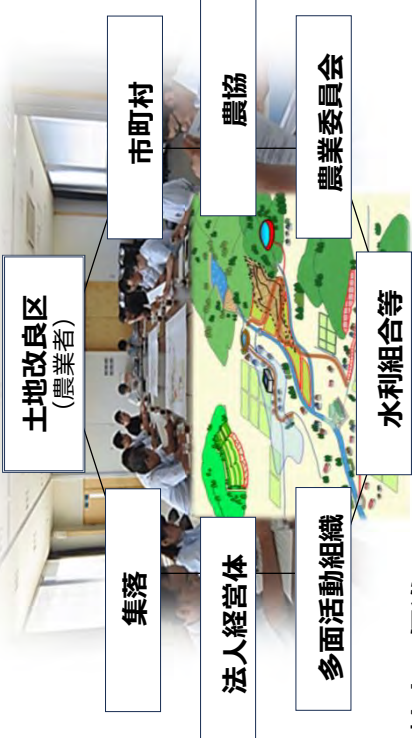 土地改良区
(農業者)
集落
市町村
法人経営体
農協
多面活動組織
農業委員会
水利組合等